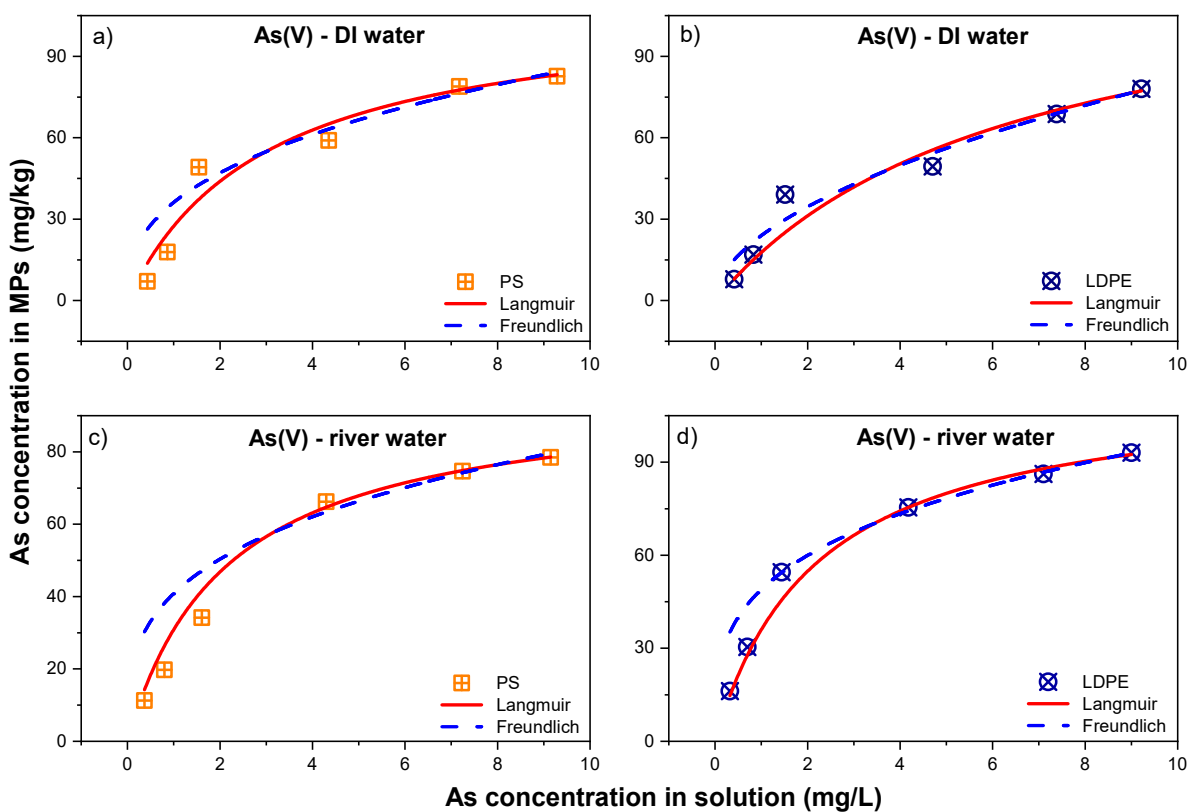 As concentration in MPs (mg/kg)
a)
As(V) - DI water
90
60
30
0
PS
Langmuir
Freundlich
0 2 4 6 8 10
b)
As(V) - DI water
90
60
30
0
LDPE
Langmuir
Freundlich
0 2 4 6 8 10
c)
As(V) - river water
80
60
40
20
0
PS
Langmuir
Freundlich
0 2 4 6 8 10
d)
As(V) - river water
90
60
30
0
LDPE
Langmuir
Freundlich
0 2 4 6 8 10
As concentration in solution (mg/L)